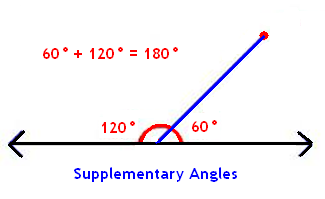 60° + 120° = 180°
120° 60°
Supplementary Angles